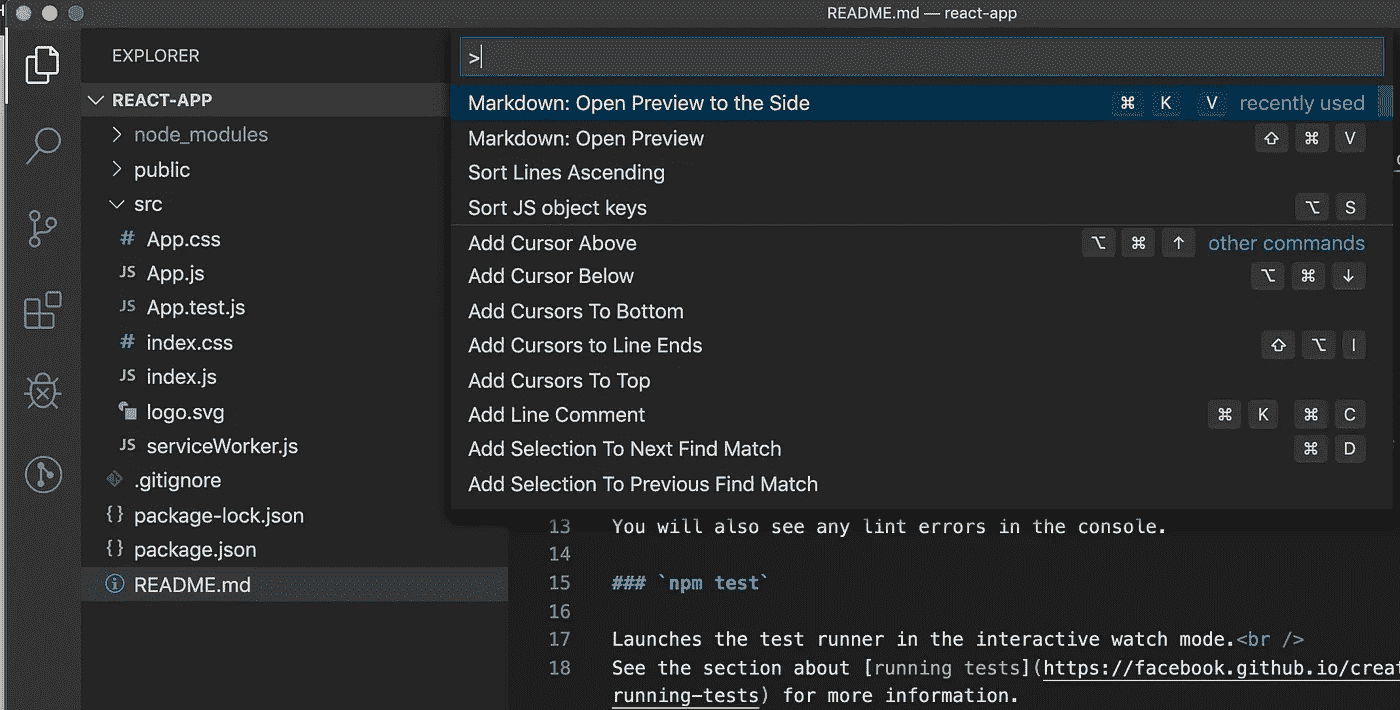 README.md — react-app
EXPLORER
REACT-APP
node_modules
public
src
# App.css
JS App.js
JS App.test.js
# index.css
JS index.js
logo.svg
JS serviceWorker.js
.gitignore
{} package-lock.json
{} package.json
README.md
>
Markdown: Open Preview to the Side ⌘ K V recently used
Markdown: Open Preview ⇧ ⌘ V
Sort Lines Ascending
Sort JS object keys ⌥ S
Add Cursor Above ⌥ ⌘ ↑ other commands
Add Cursor Below ⌥ ⌘ ↓
Add Cursors To Bottom
Add Cursors to Line Ends ⇧ ⌥ I
Add Cursors To Top
Add Line Comment ⌘ K ⌘ C
Add Selection To Next Find Match ⌘ D
Add Selection To Previous Find Match
13 You will also see any lint errors in the console.
14
15 ### `npm test`
16
17 Launches the test runner in the interactive watch mode.<br />
18 See the section about [running tests](https://facebook.github.io/crea
running-tests) for more information.